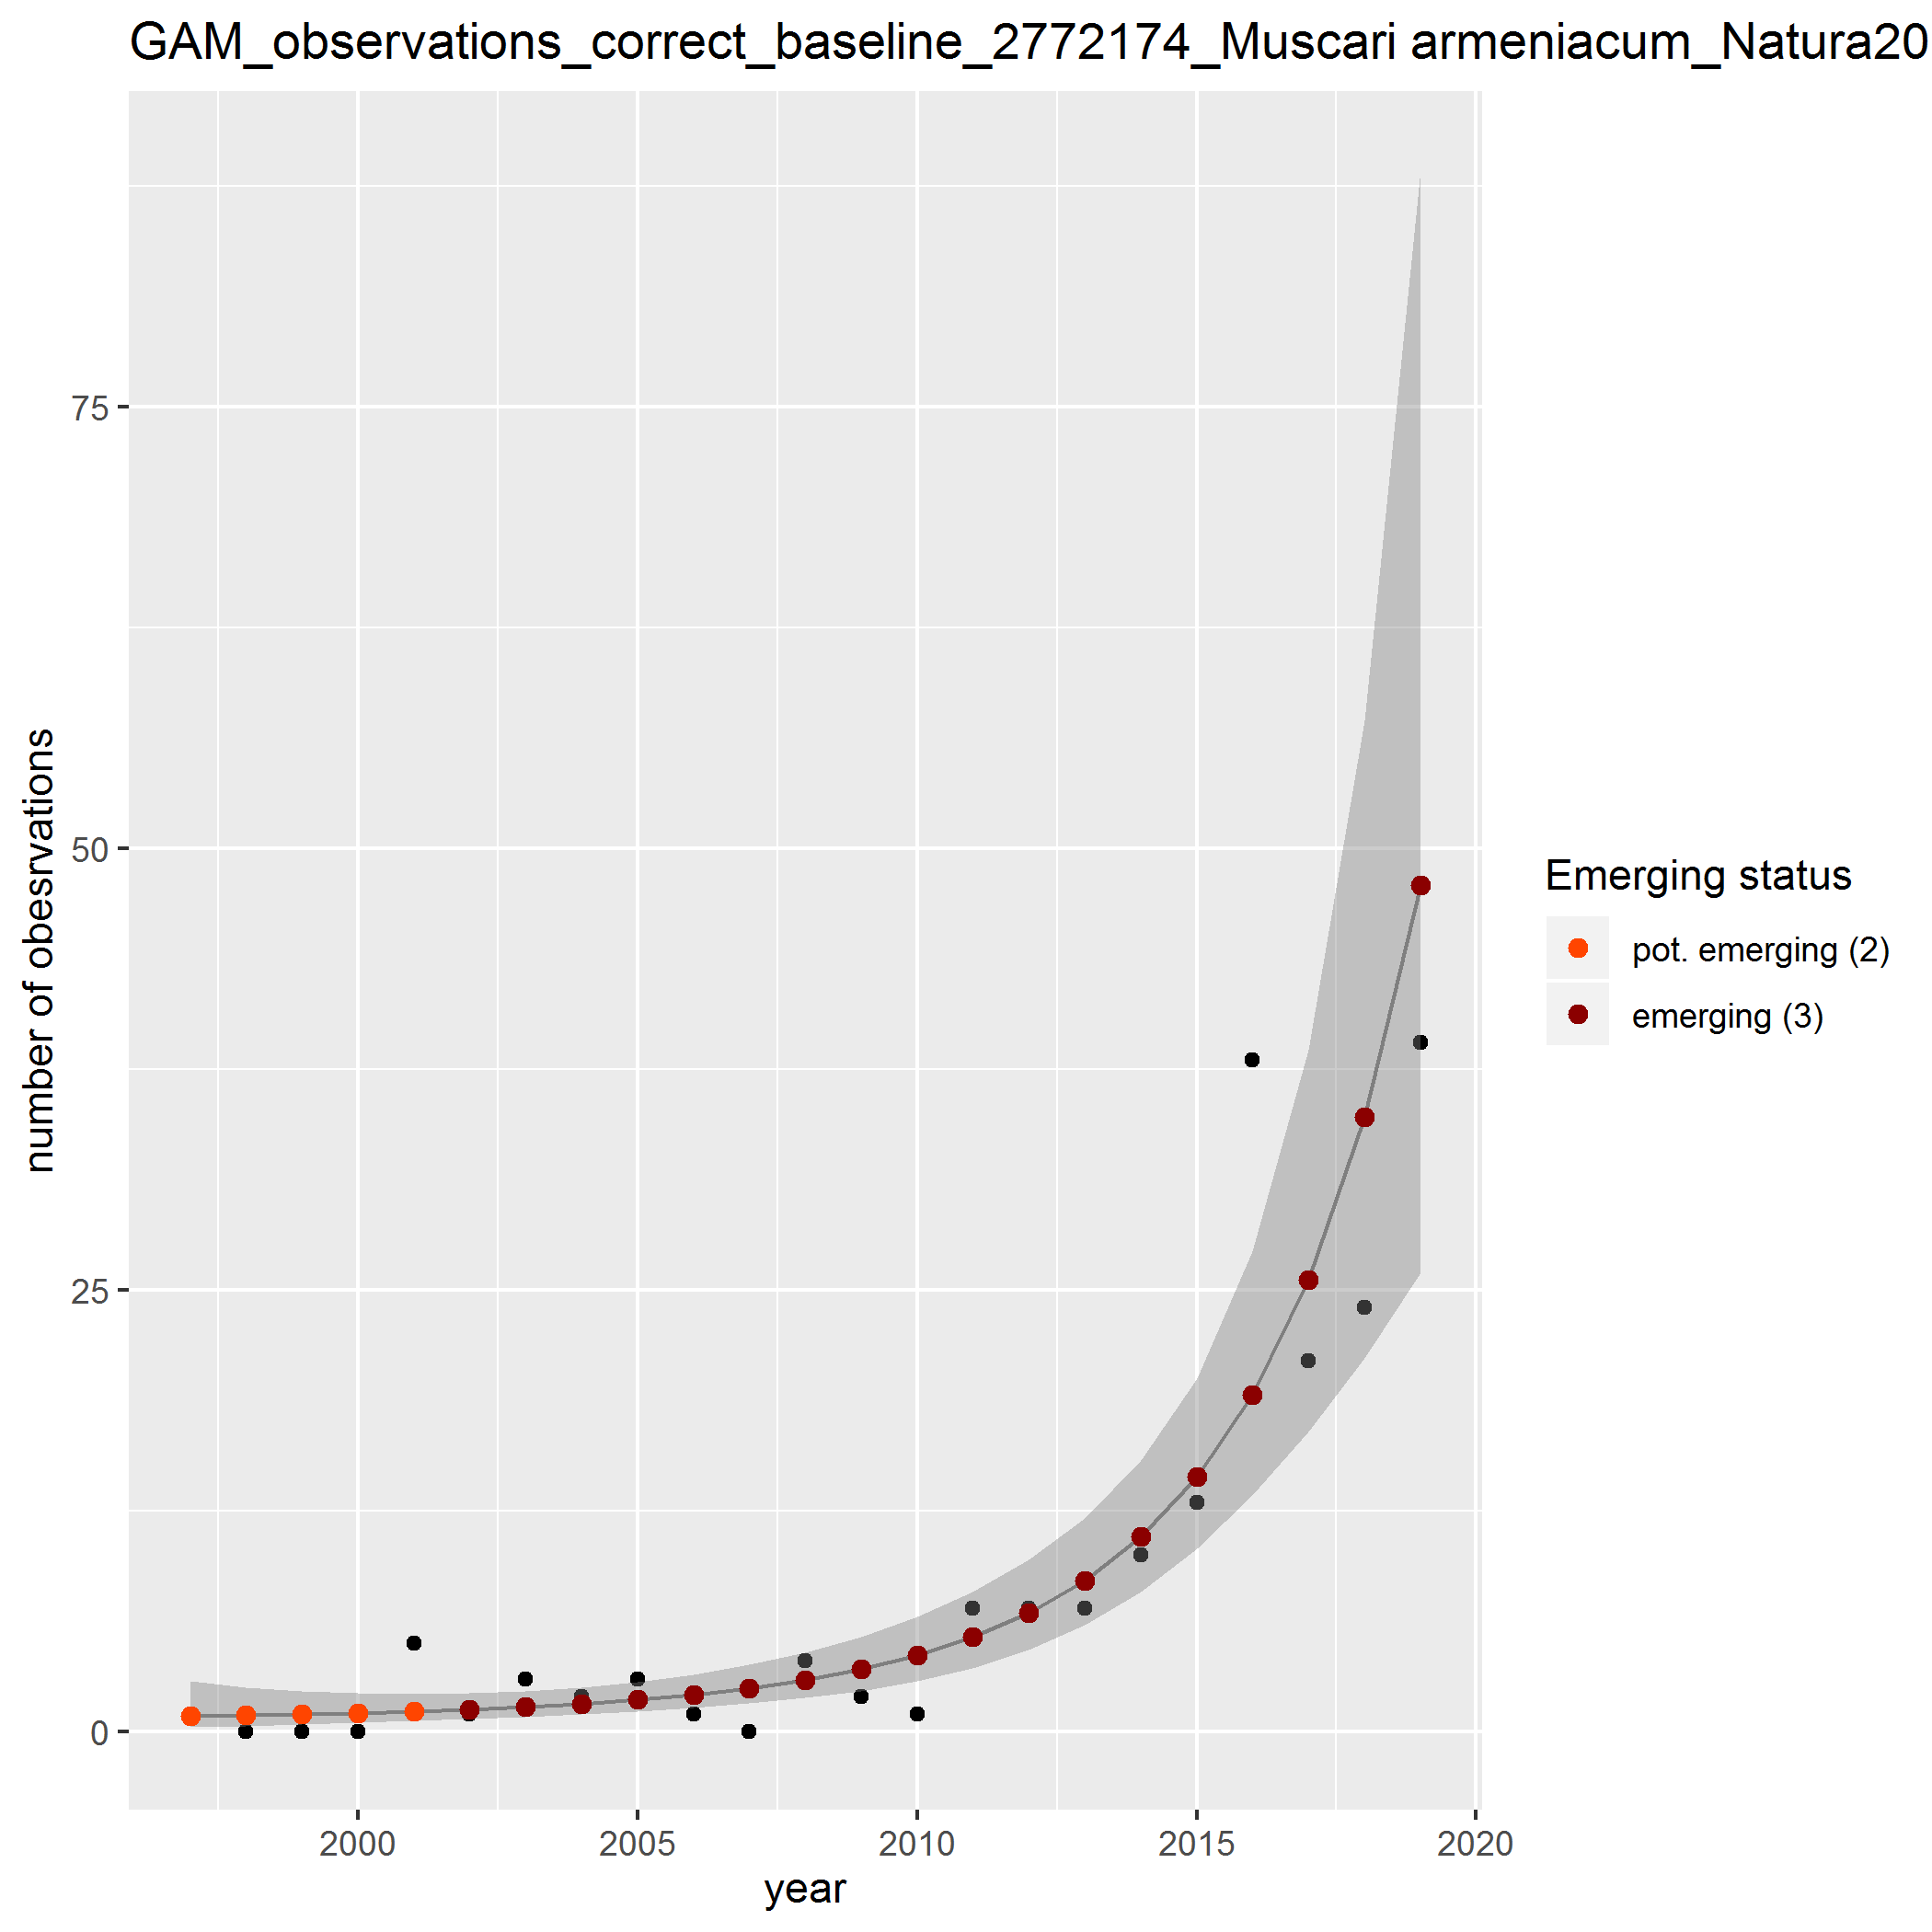 GAM_observations_correct_baseline_2772174_Muscari armeniacum_Natura20
number of obesrvations
75
50
25
0
2000 2005 2010 2015 2020
year
Emerging status
pot. emerging (2)
emerging (3)